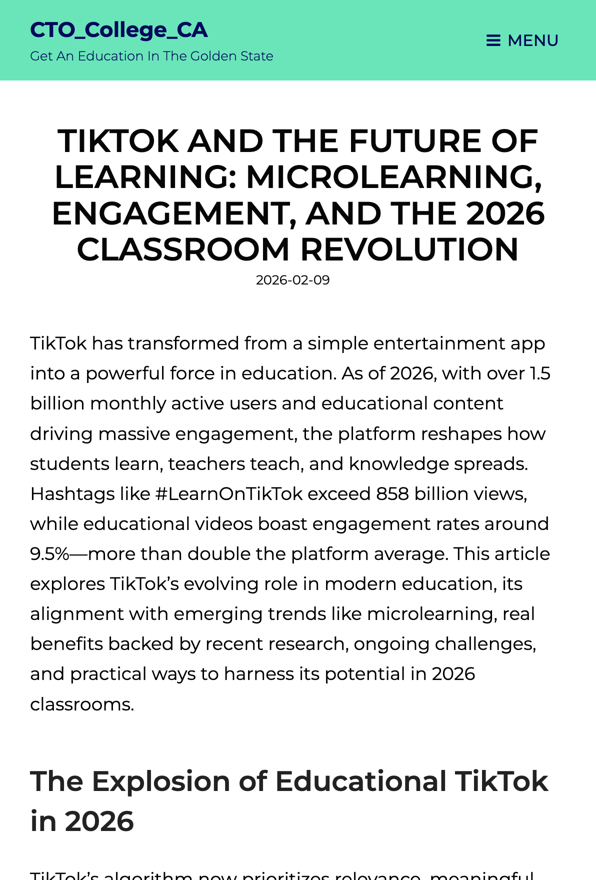 CTO_College_CA
Get An Education In The Golden State
MENU
TIKTOK AND THE FUTURE OF
LEARNING: MICROLEARNING,
ENGAGEMENT, AND THE 2026
CLASSROOM REVOLUTION
2026-02-09
TikTok has transformed from a simple entertainment app
into a powerful force in education. As of 2026, with over 1.5
billion monthly active users and educational content
driving massive engagement, the platform reshapes how
students learn, teachers teach, and knowledge spreads.
Hashtags like #LearnOnTikTok exceed 858 billion views,
while educational videos boast engagement rates around
9.5%—more than double the platform average. This article
explores TikTok’s evolving role in modern education, its
alignment with emerging trends like microlearning, real
benefits backed by recent research, ongoing challenges,
and practical ways to harness its potential in 2026
classrooms.
The Explosion of Educational TikTok
in 2026
TikTok’s algorithm now prioritizes relevance, meaningful